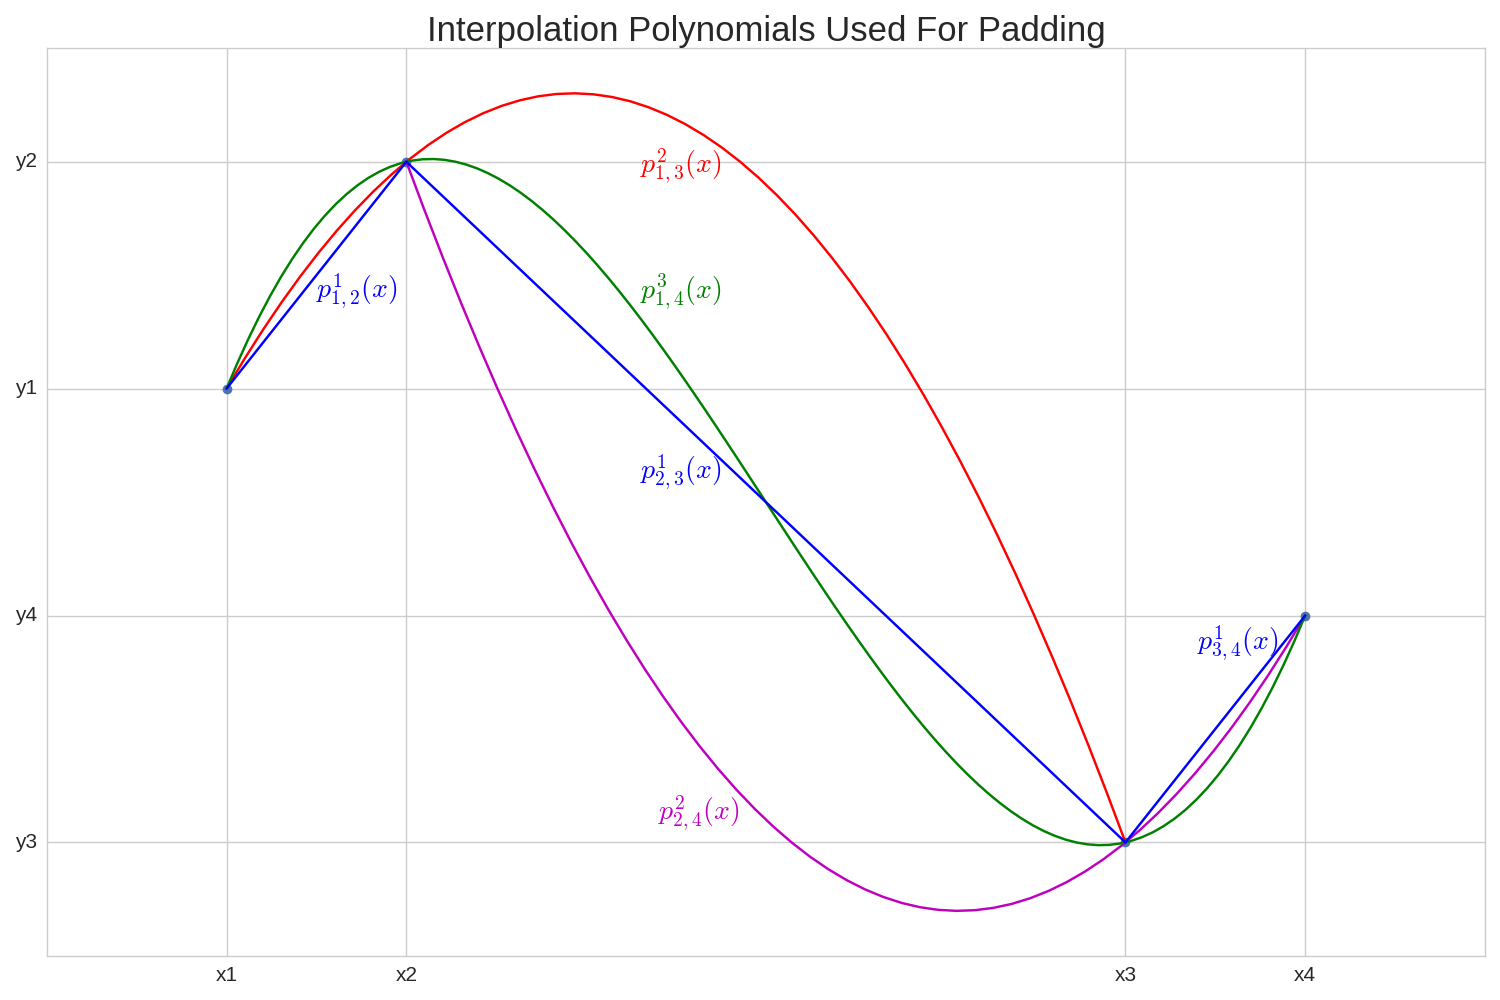 Interpolation Polynomials Used For Padding
y2
p^2_{1,3}(x)
p^1_{1,2}(x)
p^3_{1,4}(x)
y1
p^1_{2,3}(x)
y4
p^1_{3,4}(x)
p^2_{2,4}(x)
y3
x1 x2 x3 x4